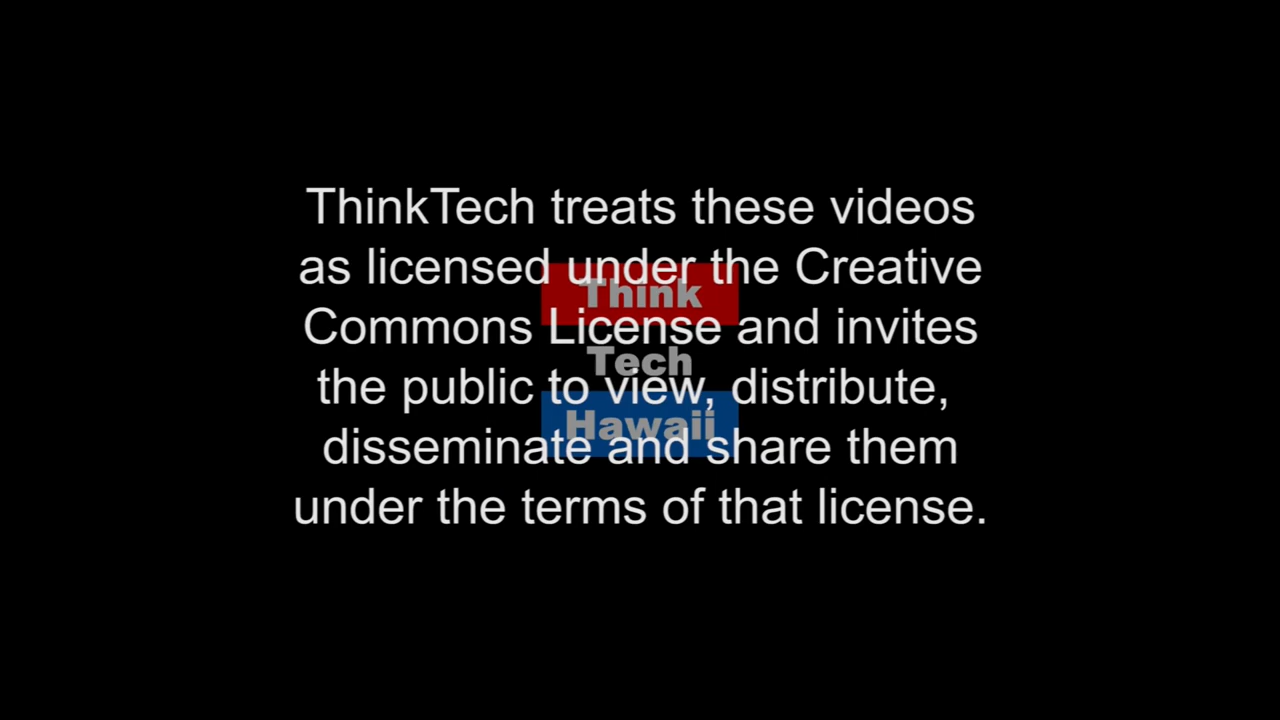 ThinkTech treats these videos
as licensed under the Creative
Think
Commons License and invites
Tech
the public to view, distribute,
Hawaii
disseminate and share them
under the terms of that license.